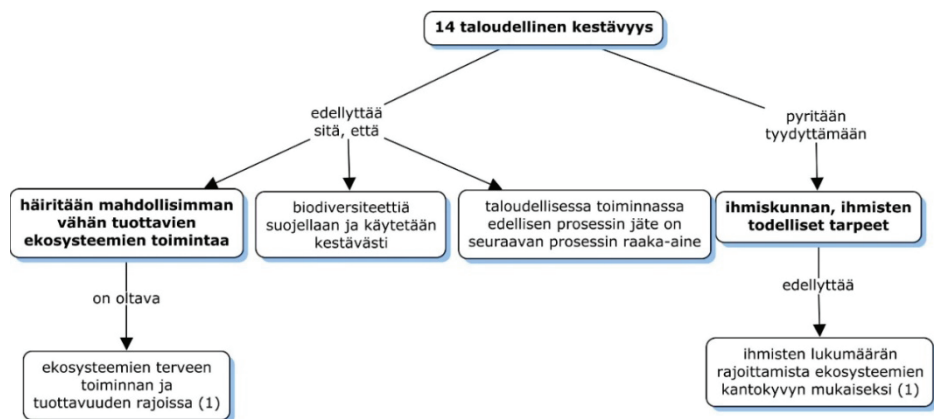 14 taloudellinen kestävyys
edellyttää
sitä, että
pyritään
tyydyttämään
häiritään mahdollisimman
vähän tuottavien
ekosysteemien toimintaa
biodiversiteettiä
suojellaan ja käytetään
kestävästi
taloudellisessa toiminnassa
edellisen prosessin jäte on
seuraavan prosessin raaka-aine
ihmiskunnan, ihmisten
todelliset tarpeet
on oltava
edellyttää
ekosysteemien terveen
toiminnan ja
tuottavuuden rajoissa (1)
ihmisten lukumäärän
rajoittamista ekosysteemien
kantokyvyn mukaiseksi (1)